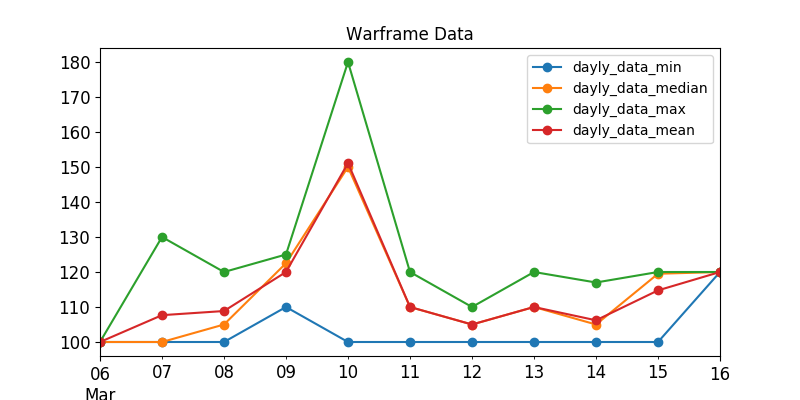 Warframe Data
dayly_data_min
dayly_data_median
dayly_data_max
dayly_data_mean
180
170
160
150
140
130
120
110
100
06 07 08 09 10 11 12 13 14 15 16
Mar